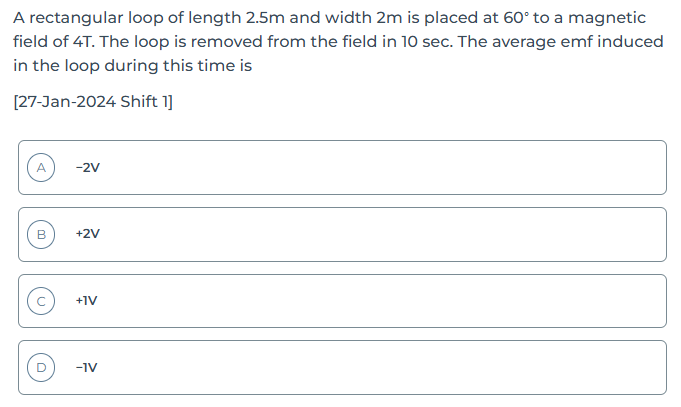 A rectangular loop of length 2.5m and width 2m is placed at 60° to a magnetic
field of 4T. The loop is removed from the field in 10 sec. The average emf induced
in the loop during this time is
[27-Jan-2024 Shift 1]
A −2V
B +2V
C +1V
D −1V